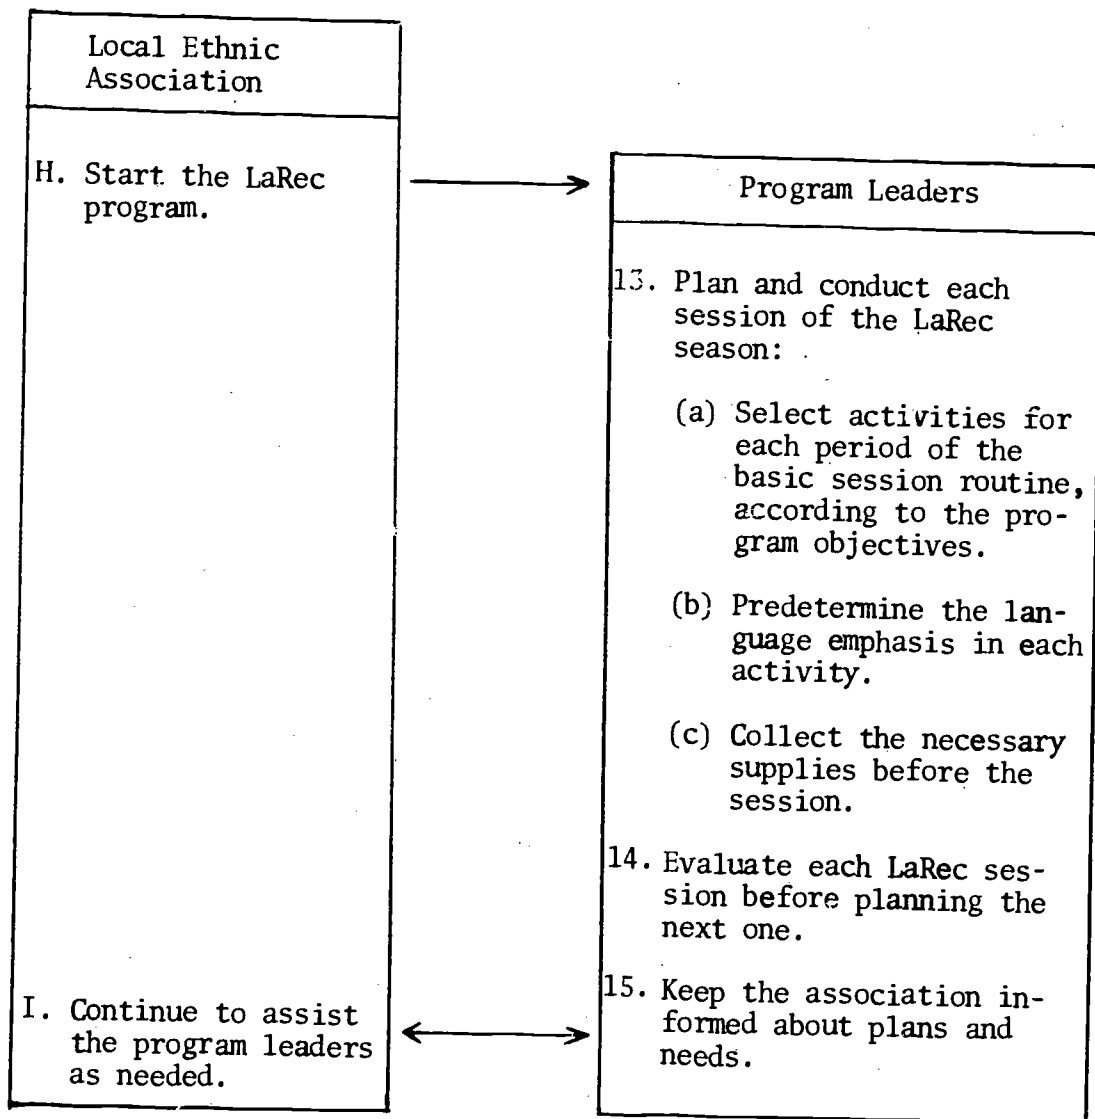 Local Ethnic
Association
H. Start the LaRec
program.
Program Leaders
13. Plan and conduct each
session of the LaRec
season:
(a) Select activities for
each period of the
basic session routine,
according to the pro-
gram objectives.
(b) Predetermine the lan-
guage emphasis in each
activity.
(c) Collect the necessary
supplies before the
session.
14. Evaluate each LaRec ses-
sion before planning the
next one.
I. Continue to assist
the program leaders
as needed.
15. Keep the association in-
formed about plans and
needs.